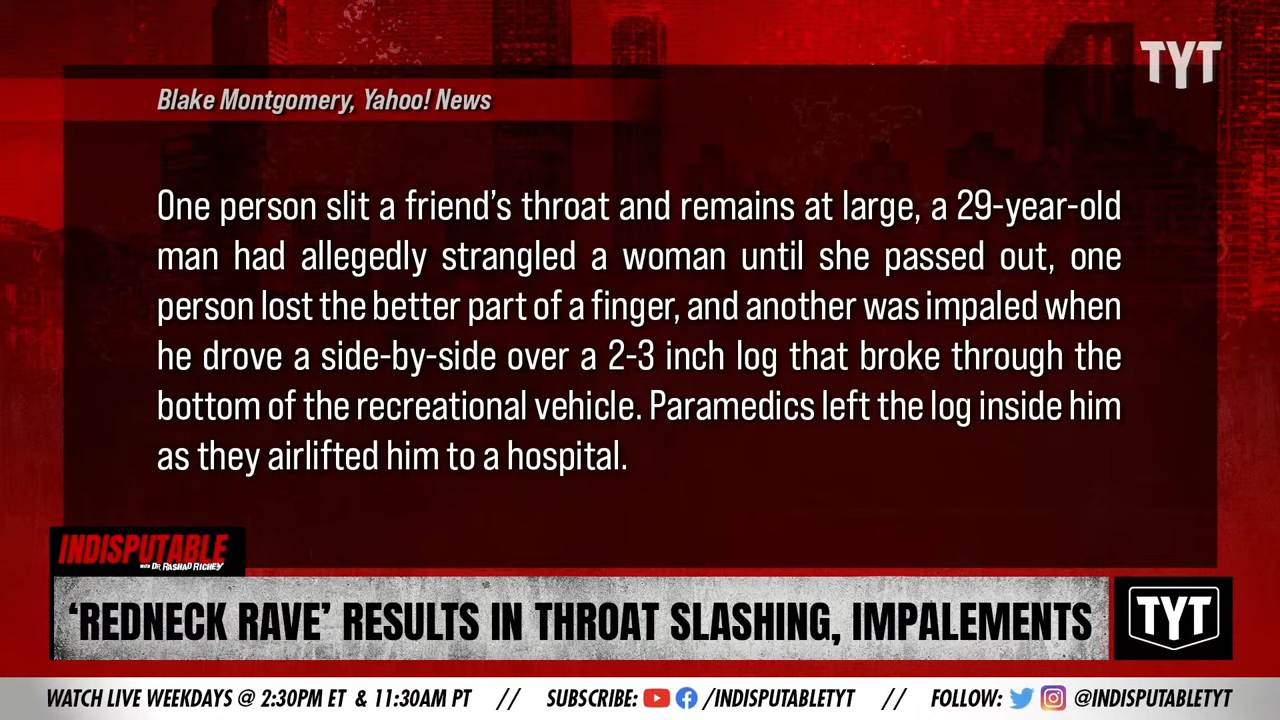 TYT
Blake Montgomery, Yahoo! News
One person slit a friend’s throat and remains at large, a 29-year-old
man had allegedly strangled a woman until she passed out, one
person lost the better part of a finger, and another was impaled when
he drove a side-by-side over a 2-3 inch log that broke through the
bottom of the recreational vehicle. Paramedics left the log inside him
as they airlifted him to a hospital.
INDISPUTABLE
WITH DR. RASHAD RICHEY
‘REDNECK RAVE’ RESULTS IN THROAT SLASHING, IMPALEMENTS
TYT
WATCH LIVE WEEKDAYS @ 2:30PM ET & 11:30AM PT // SUBSCRIBE: /INDISPUTABLETYT // FOLLOW: @INDISPUTABLETYT